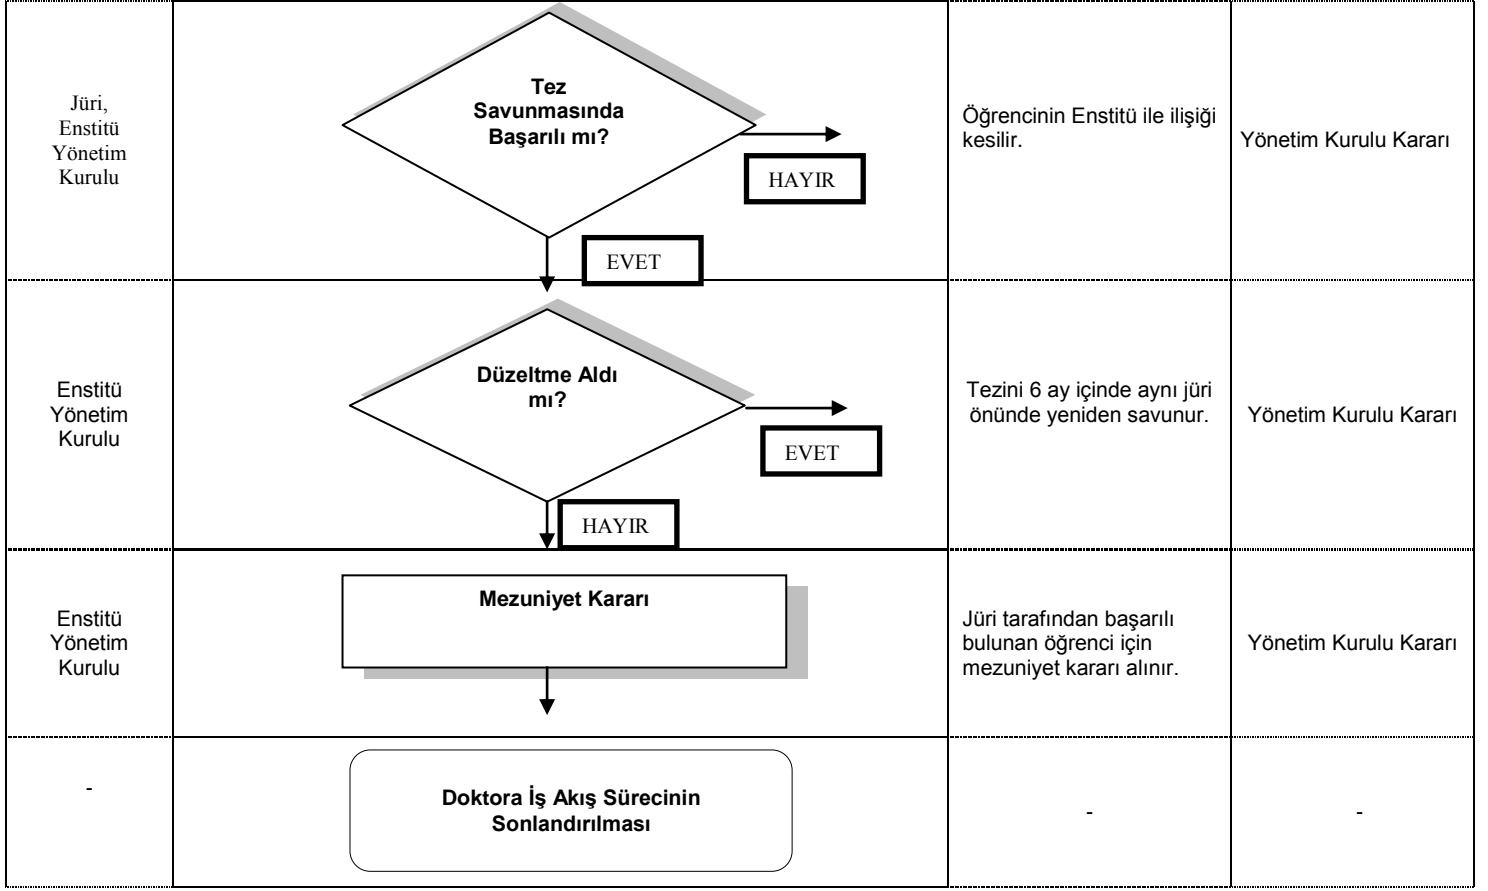 Jüri,
Enstitü
Yönetim
Kurulu
Tez
Savunmasında
Başarılı mı?
HAYIR
EVET
Öğrencinin Enstitü ile ilişiği
kesilir.
Yönetim Kurulu Kararı
Enstitü
Yönetim
Kurulu
Düzeltme Aldı
mı?
EVET
HAYIR
Tezini 6 ay içinde aynı jüri
önünde yeniden savunur.
Yönetim Kurulu Kararı
Enstitü
Yönetim
Kurulu
Mezuniyet Kararı
Jüri tarafından başarılı
bulunan öğrenci için
mezuniyet kararı alınır.
Yönetim Kurulu Kararı
-
Doktora İş Akış Sürecinin
Sonlandırılması
-
-